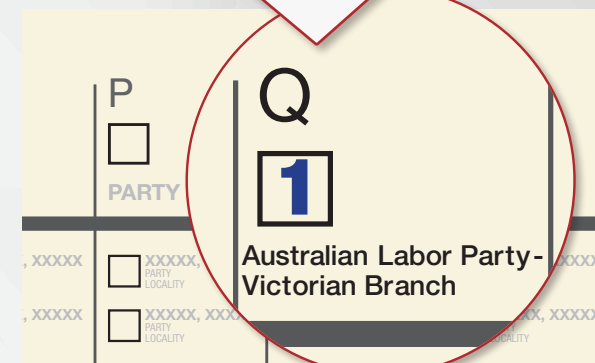 P
Q
1
PARTY
Australian Labor Party-
Victorian Branch
, XXXXX
XXXXX,
PARTY
LOCALITY
, XXXXX
XXXXX, XXX
PARTY
LOCALITY